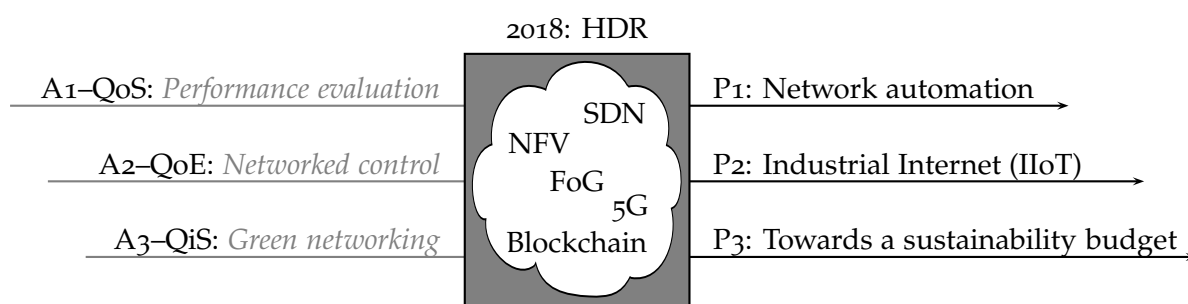 2018: HDR
A1–QoS: Performance evaluation
A2–QoE: Networked control
A3–QiS: Green networking
SDN
NFV
FoG
5G
Blockchain
P1: Network automation
P2: Industrial Internet (IIoT)
P3: Towards a sustainability budget